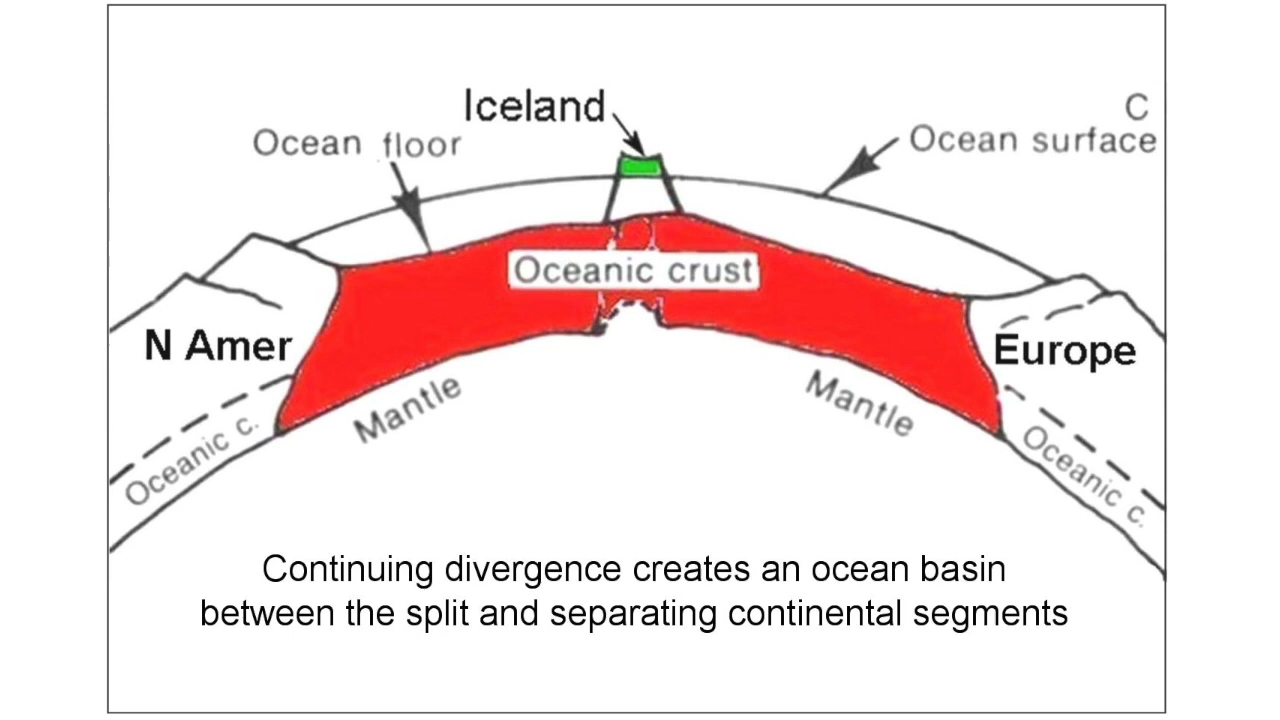 Iceland
C
Ocean floor
Ocean surface
Oceanic crust
N Amer
Europe
Mantle
Mantle
Oceanic c.
Oceanic c.
Continuing divergence creates an ocean basin
between the split and separating continental segments